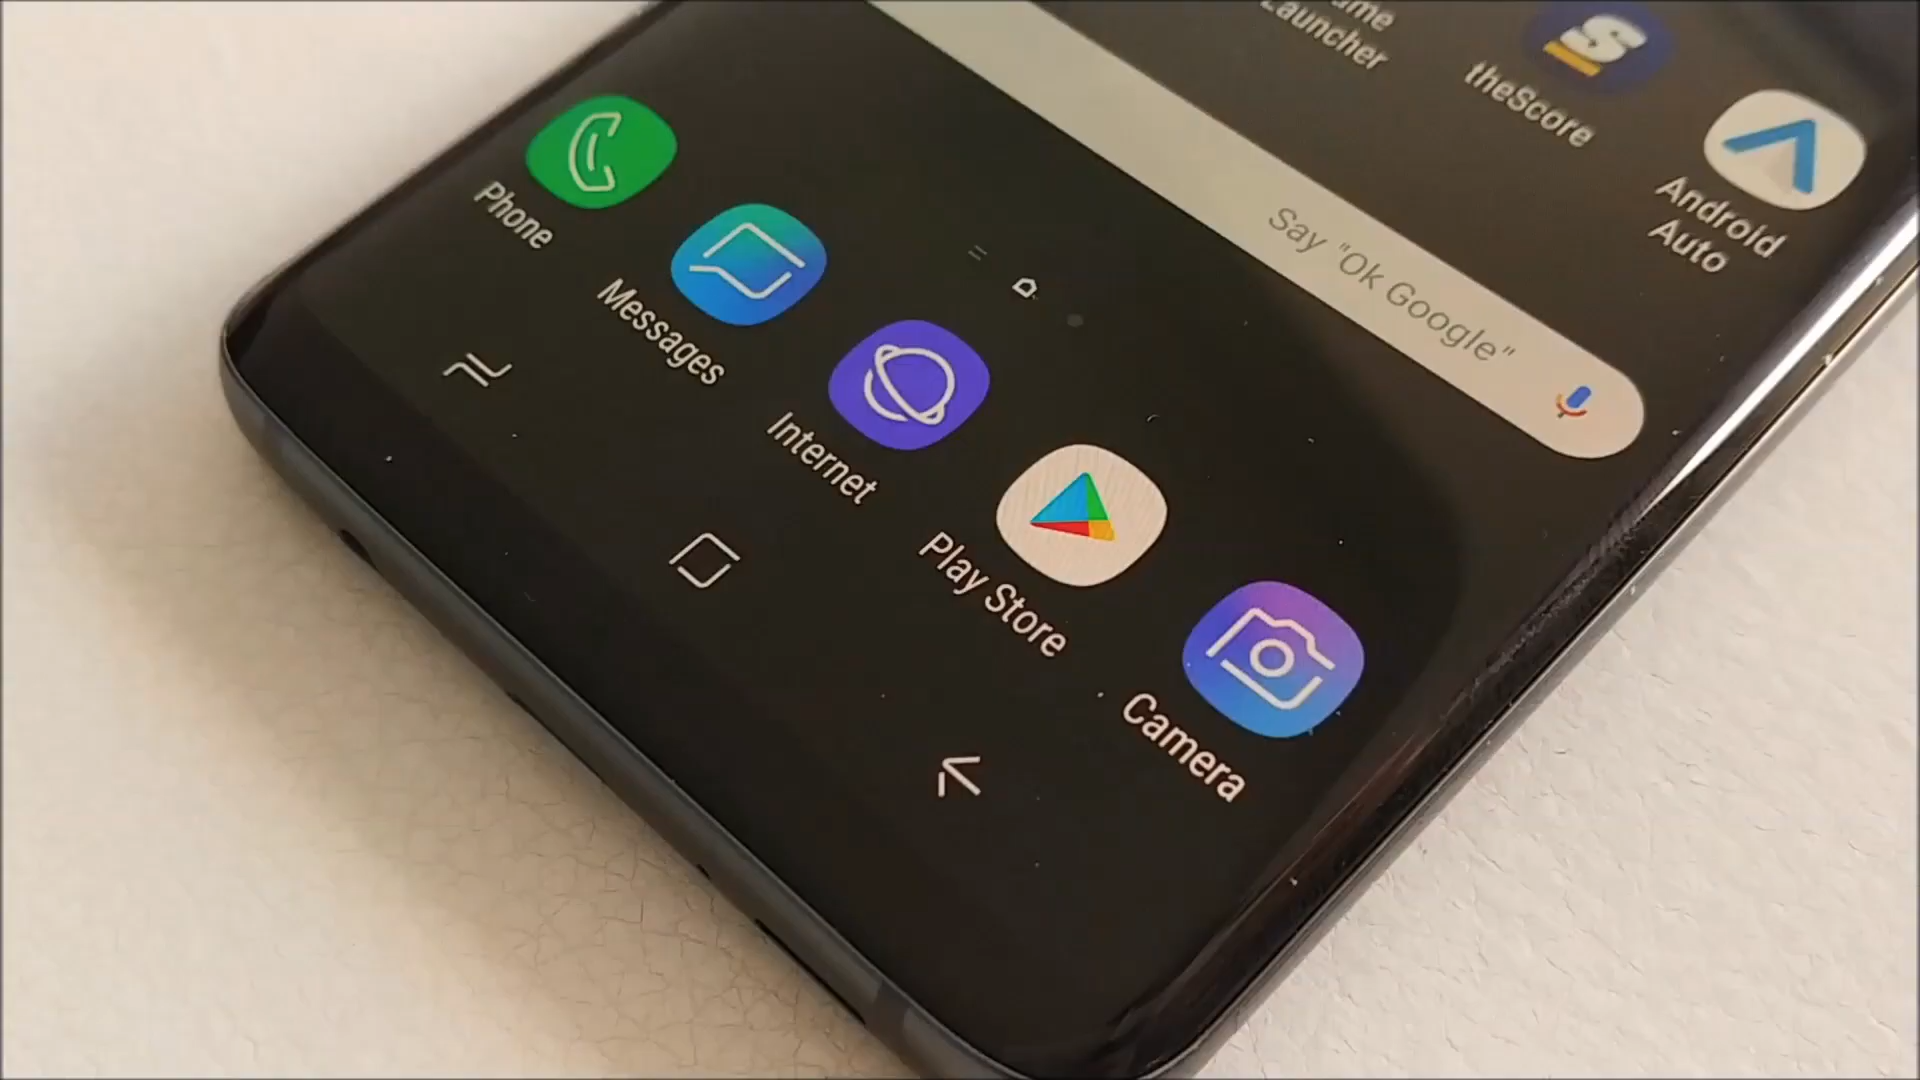 Launcher
theScore
Android
Auto
Say "Ok Google"
Phone
Messages
Internet
Play Store
Camera